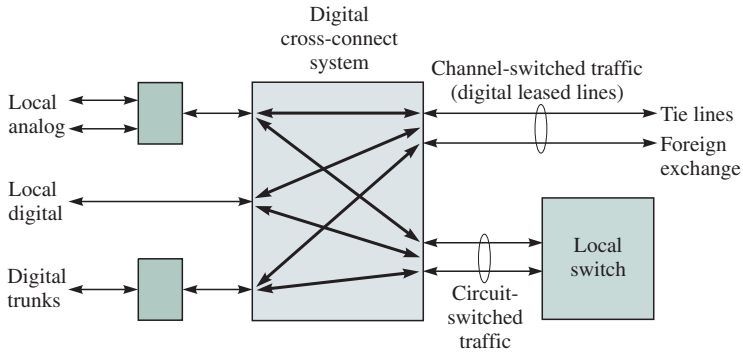 Digital
cross-connect
system
Channel-switched traffic
(digital leased lines)
Local
analog
Tie lines
Foreign
exchange
Local
digital
Local
switch
Digital
trunks
Circuit-
switched
traffic